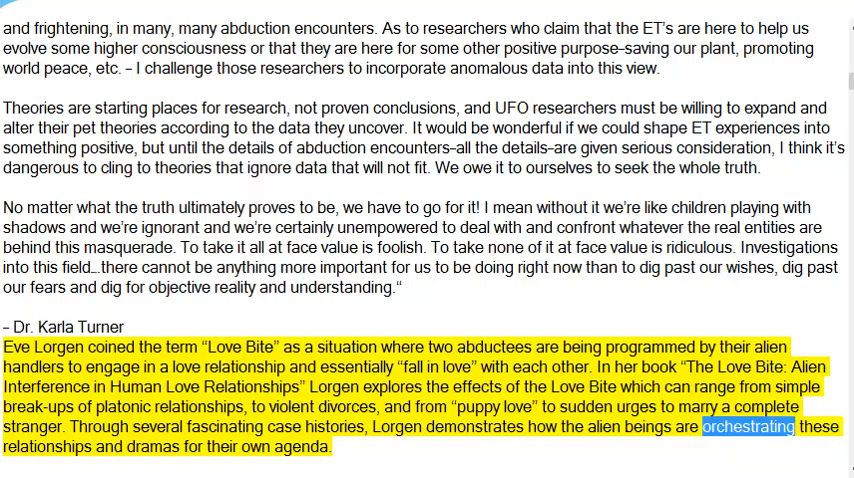 and frightening, in many, many abduction encounters. As to researchers who claim that the ET's are here to help us
evolve some higher consciousness or that they are here for some other positive purpose–saving our plant, promoting
world peace, etc. – I challenge those researchers to incorporate anomalous data into this view.
Theories are starting places for research, not proven conclusions, and UFO researchers must be willing to expand and
alter their pet theories according to the data they uncover. It would be wonderful if we could shape ET experiences into
something positive, but until the details of abduction encounters–all the details–are given serious consideration, I think it's
dangerous to cling to theories that ignore data that will not fit. We owe it to ourselves to seek the whole truth.
No matter what the truth ultimately proves to be, we have to go for it! I mean without it we're like children playing with
shadows and we're ignorant and we're certainly unempowered to deal with and confront whatever the real entities are
behind this masquerade. To take it all at face value is foolish. To take none of it at face value is ridiculous. Investigations
into this field_.there cannot be anything more important for us to be doing right now than to dig past our wishes, dig past
our fears and dig for objective reality and understanding.“
– Dr. Karla Turner
Eve Lorgen coined the term “Love Bite” as a situation where two abductees are being programmed by their alien
handlers to engage in a love relationship and essentially “fall in love” with each other. In her book “The Love Bite: Alien
Interference in Human Love Relationships” Lorgen explores the effects of the Love Bite which can range from simple
break-ups of platonic relationships, to violent divorces, and from “puppy love” to sudden urges to marry a complete
stranger. Through several fascinating case histories, Lorgen demonstrates how the alien beings are orchestrating these
relationships and dramas for their own agenda.